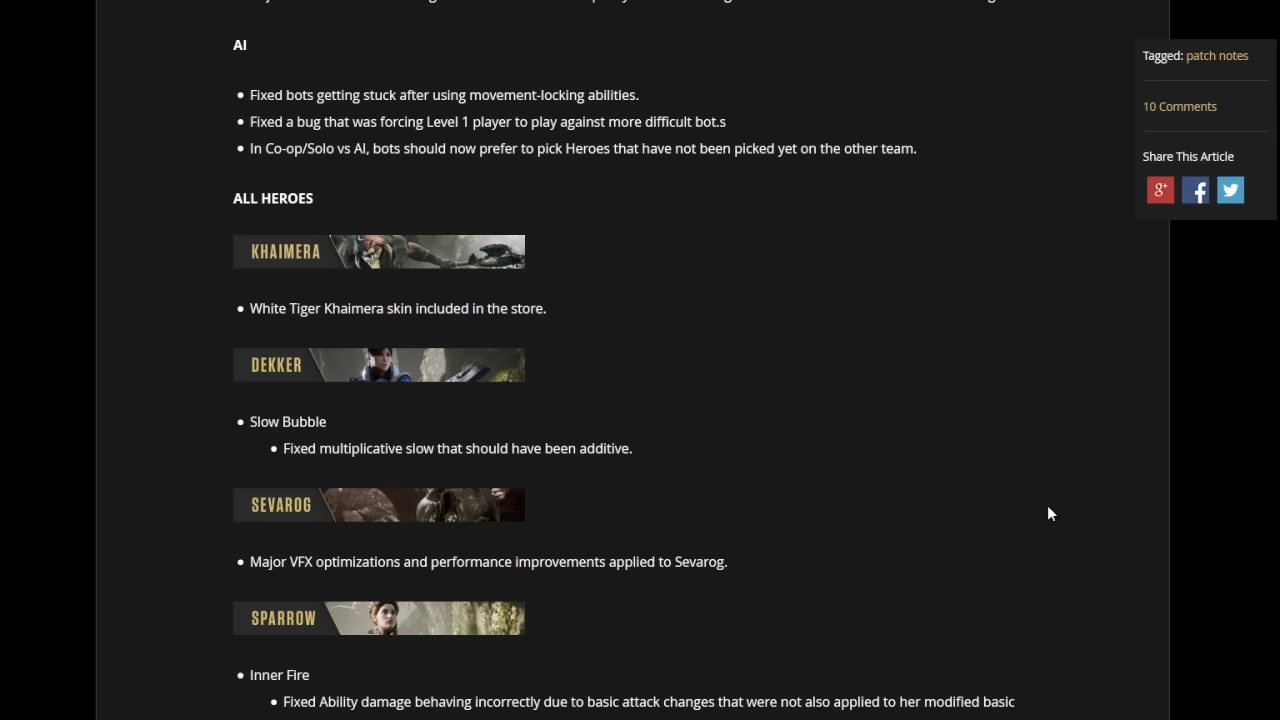 AI
• Fixed bots getting stuck after using movement-locking abilities.
• Fixed a bug that was forcing Level 1 player to play against more difficult bot.s
• In Co-op/Solo vs AI, bots should now prefer to pick Heroes that have not been picked yet on the other team.
ALL HEROES
KHAIMERA
• White Tiger Khaimera skin included in the store.
DEKKER
• Slow Bubble
• Fixed multiplicative slow that should have been additive.
SEVAROG
• Major VFX optimizations and performance improvements applied to Sevarog.
SPARROW
• Inner Fire
• Fixed Ability damage behaving incorrectly due to basic attack changes that were not also applied to her modified basic
Tagged: patch notes
10 Comments
Share This Article